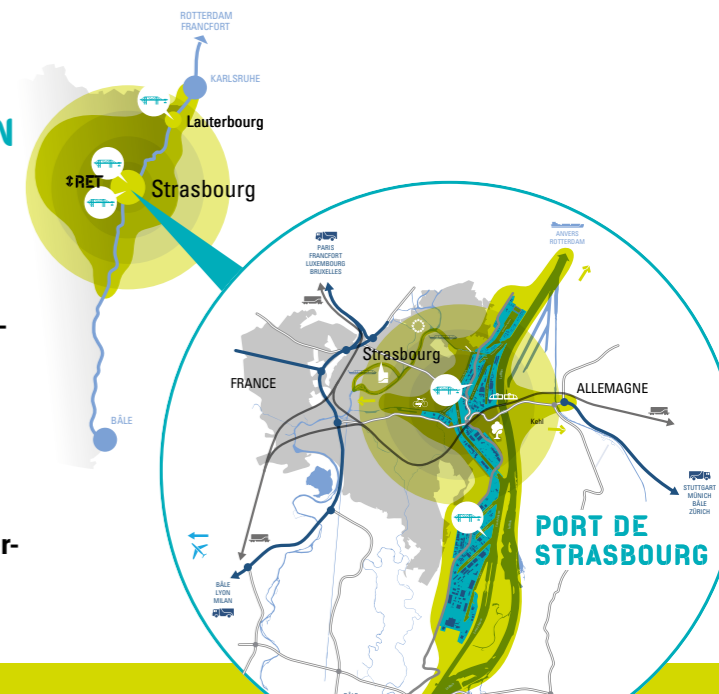 ROTTERDAM
FRANCFORT
KARLSRUHE
N
Lauterbourg
RET
Strasbourg
BÂLE
-
r-
PARIS
FRANCFORT
LUXEMBOURG
BRUXELLES
ANVERS
ROTTERDAM
Strasbourg
FRANCE
ALLEMAGNE
Kehl
STUTTGART
MÜNICH
BÂLE
ZÜRICH
PORT DE
STRASBOURG
BÂLE
LYON
MILAN